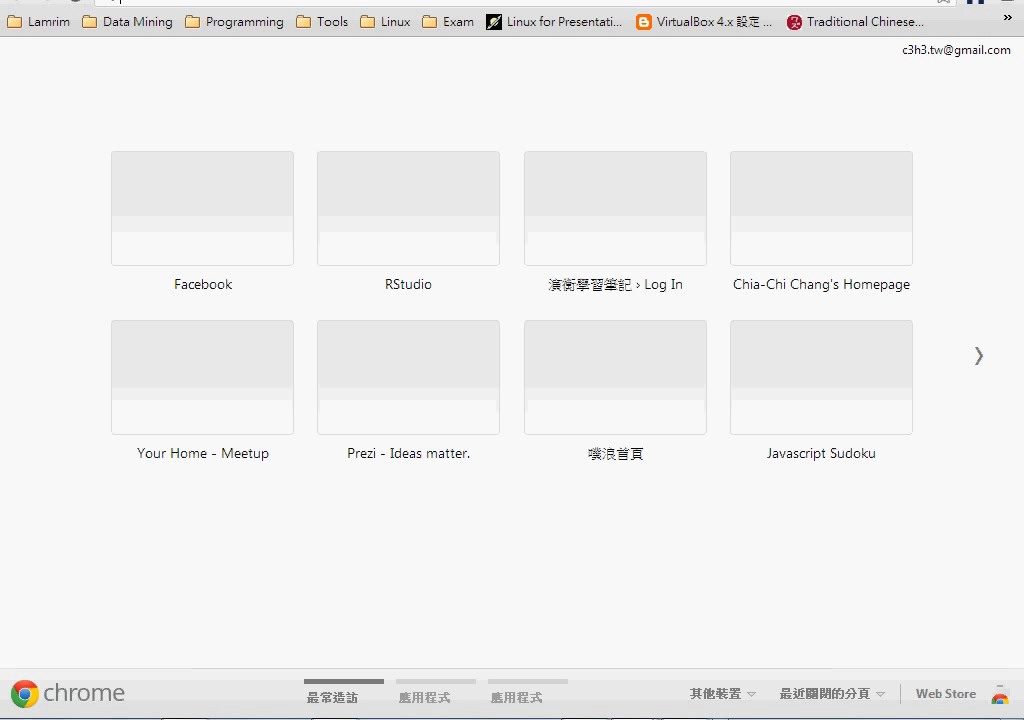 Lamrim Data Mining Programming Tools Linux Exam Linux for Presentati... VirtualBox 4.x 設定 ... Traditional Chinese... »
c3h3.tw@gmail.com
Facebook RStudio 演衡學習筆記 › Log In Chia-Chi Chang's Homepage
Your Home - Meetup Prezi - Ideas matter. 噗浪首頁 Javascript Sudoku
chrome 最常造訪 應用程式 應用程式 其他裝置 最近關閉的分頁 Web Store